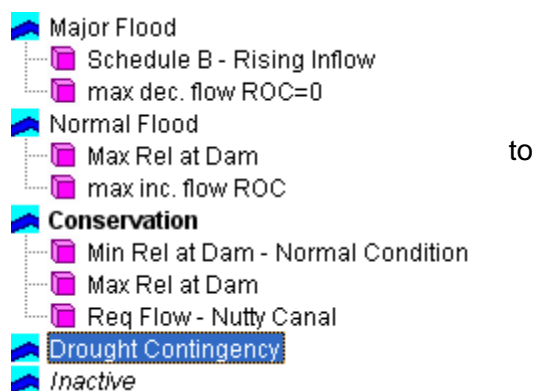 Major Flood
Schedule B - Rising Inflow
max dec. flow ROC=0
Normal Flood
Max Rel at Dam
to
max inc. flow ROC
Conservation
Min Rel at Dam - Normal Condition
Max Rel at Dam
Req Flow - Nutty Canal
Drought Contingency
Inactive